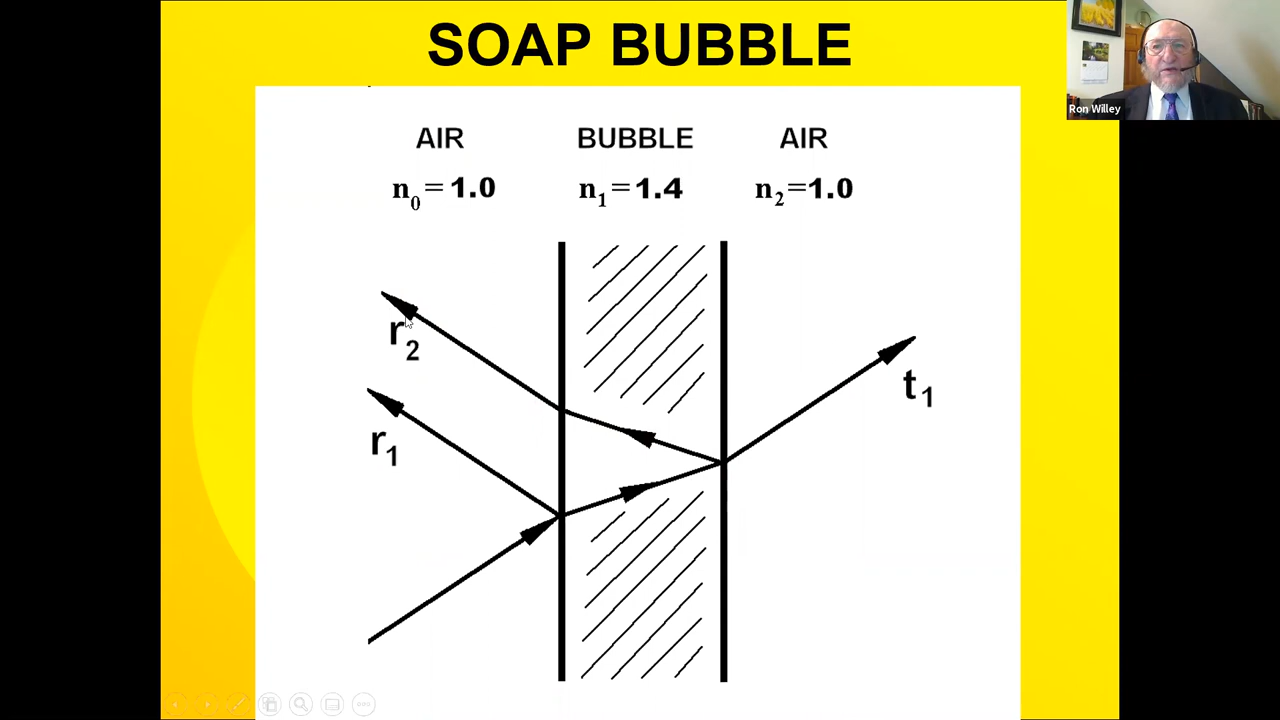 SOAP BUBBLE
Ron Willey
AIR BUBBLE AIR
n₀ = 1.0 n₁ = 1.4 n₂=1.0
r₂
t₁
r₁